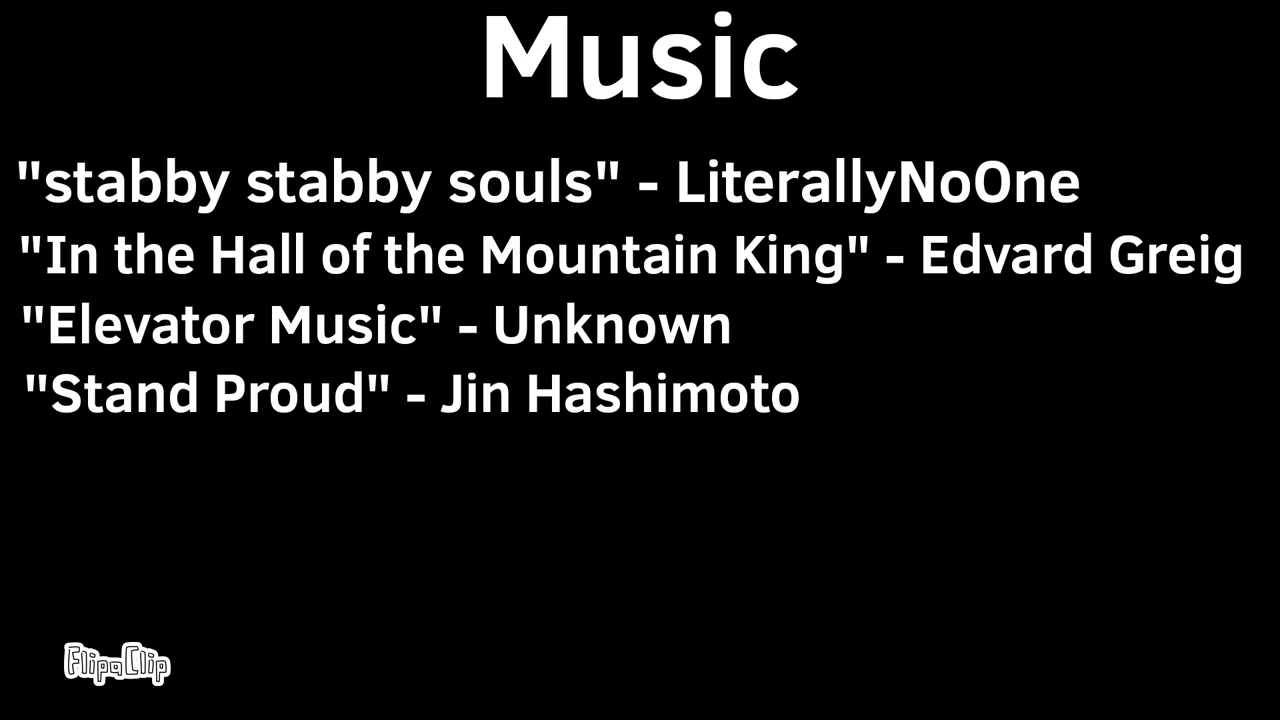 Music
"stabby stabby souls" - LiterallyNoOne
"In the Hall of the Mountain King" - Edvard Greig
"Elevator Music" - Unknown
"Stand Proud" - Jin Hashimoto
FlipaClip